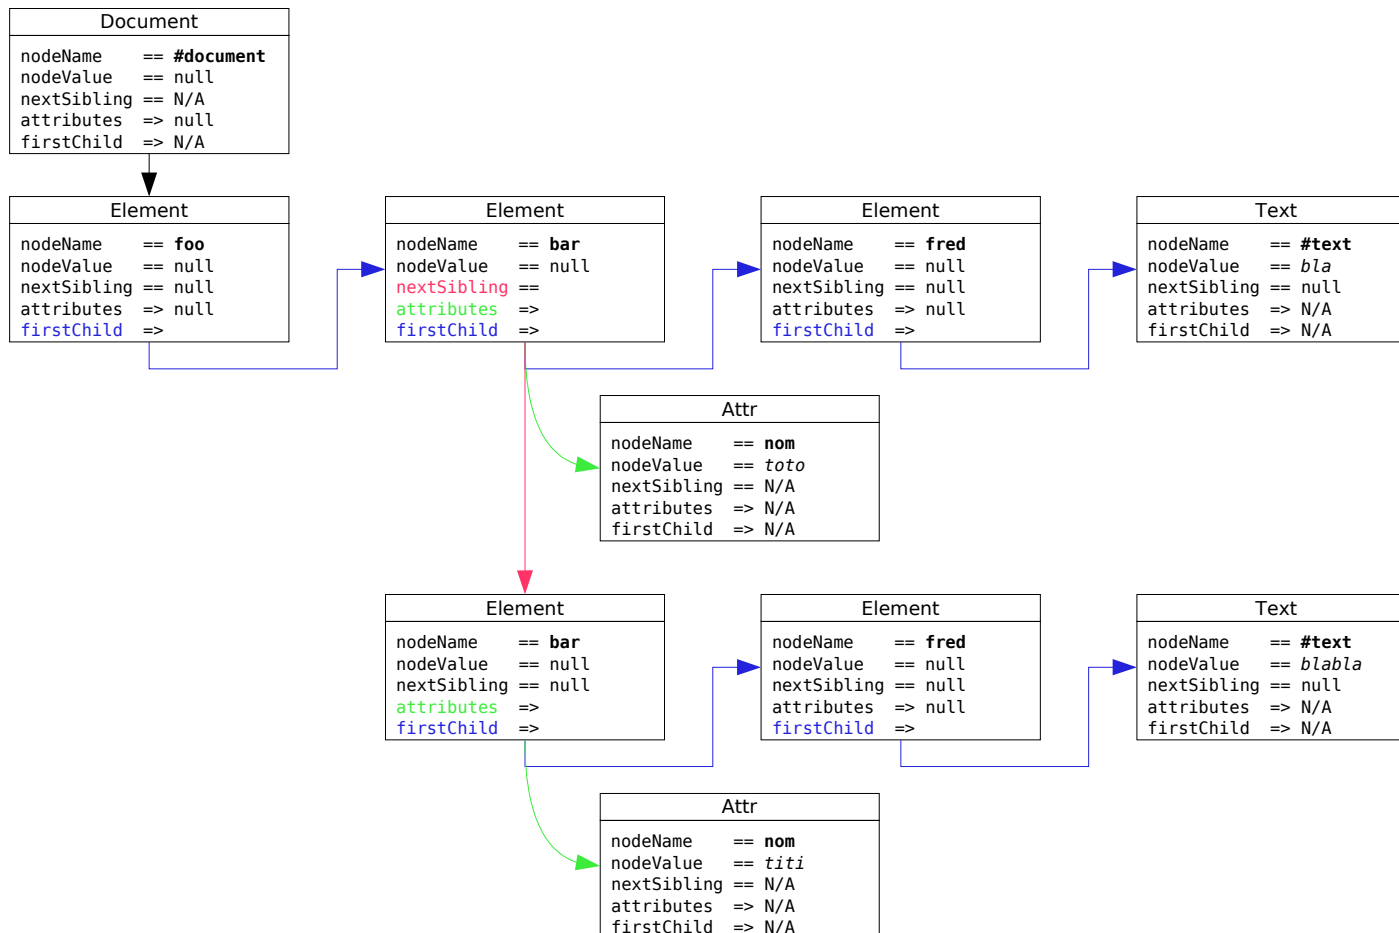 Document
nodeName == #document
nodeValue == null
nextSibling == N/A
attributes => null
firstChild => N/A
Element
nodeName == foo
nodeValue == null
nextSibling == null
attributes => null
firstChild =>
Element
nodeName == bar
nodeValue == null
nextSibling ==
attributes =>
firstChild =>
Element
nodeName == fred
nodeValue == null
nextSibling == null
attributes => null
firstChild =>
Text
nodeName == #text
nodeValue == bla
nextSibling == null
attributes => N/A
firstChild => N/A
Attr
nodeName == nom
nodeValue == toto
nextSibling == N/A
attributes => N/A
firstChild => N/A
Element
nodeName == bar
nodeValue == null
nextSibling == null
attributes =>
firstChild =>
Element
nodeName == fred
nodeValue == null
nextSibling == null
attributes => null
firstChild =>
Text
nodeName == #text
nodeValue == blabla
nextSibling == null
attributes => N/A
firstChild => N/A
Attr
nodeName == nom
nodeValue == titi
nextSibling == N/A
attributes => N/A
firstChild => N/A